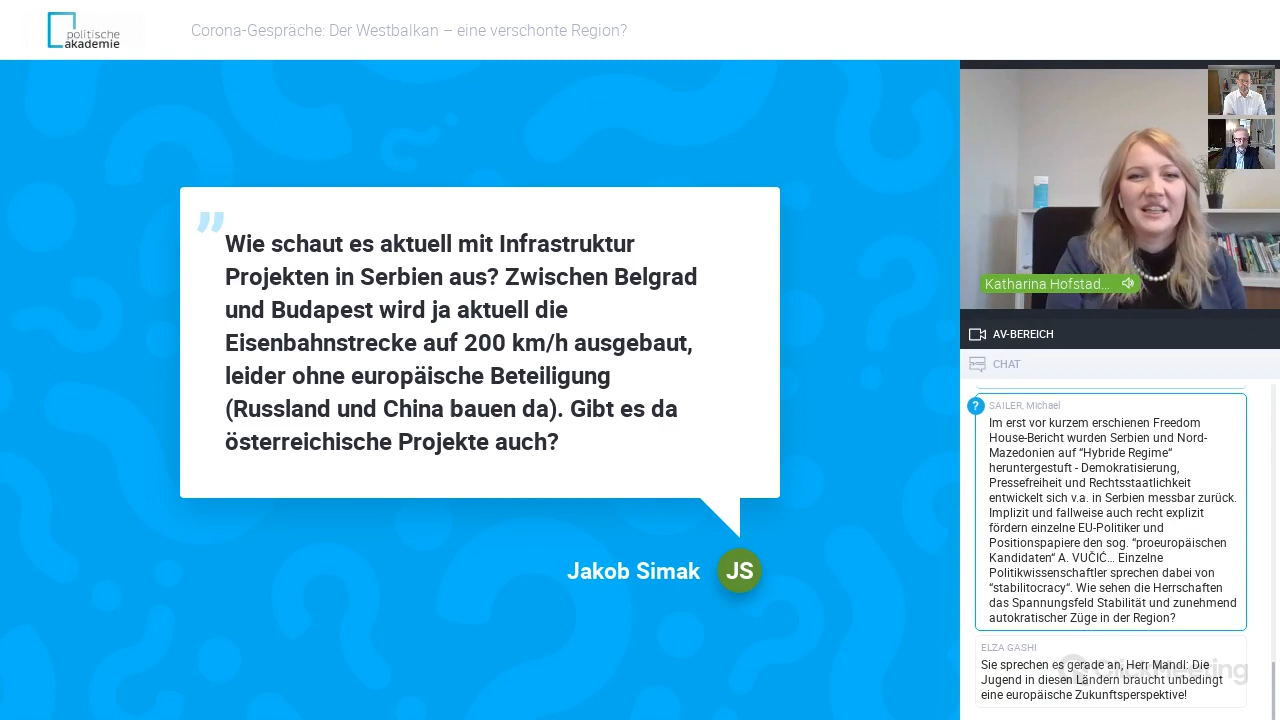 politische
akademie
Corona-Gespräche: Der Westbalkan – eine verschonte Region?
”
Wie schaut es aktuell mit Infrastruktur
Projekten in Serbien aus? Zwischen Belgrad
und Budapest wird ja aktuell die
Eisenbahnstrecke auf 200 km/h ausgebaut,
leider ohne europäische Beteiligung
(Russland und China bauen da). Gibt es da
österreichische Projekte auch?
Jakob Simak
JS
Katharina Hofstad...
AV-BEREICH
CHAT
?
SAILER, Michael
Im erst vor kurzem erschienen Freedom
House-Bericht wurden Serbien und Nord-
Mazedonien auf “Hybride Regime“
heruntergestuft - Demokratisierung,
Pressefreiheit und Rechtsstaatlichkeit
entwickelt sich v.a. in Serbien messbar zurück.
Implizit und fallweise auch recht explizit
fördern einzelne EU-Politiker und
Positionspapiere den sog. “proeuropäischen
Kandidaten“ A. VUČIĆ... Einzelne
Politikwissenschaftler sprechen dabei von
“stabilitocracy“. Wie sehen die Herrschaften
das Spannungsfeld Stabilität und zunehmend
autokratischer Züge in der Region?
ELZA GASHI
Sie sprechen es gerade an, Herr Mandl: Die
Jugend in diesen Ländern braucht unbedingt
eine europäische Zukunftsperspektive!
ClickMeeting